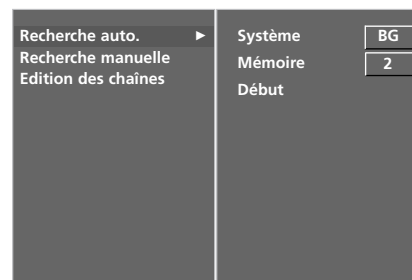 Recherche auto. ►
Recherche manuelle
Edition des chaînes
Système BG
Mémoire 2
Début